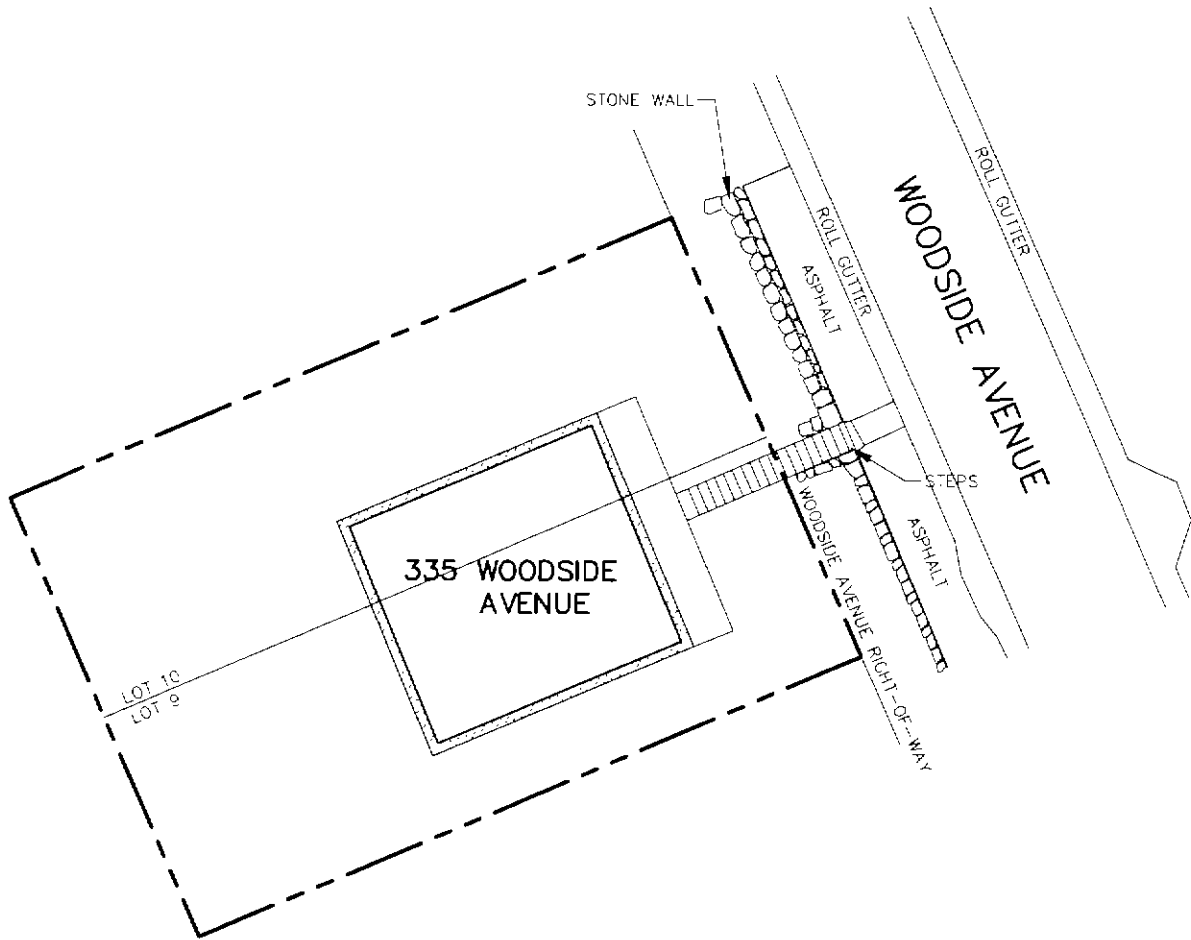 STONE WALL
ROLL GUTTER
WOODSIDE AVENUE
ROLL GUTTER
ASPHALT
STEPS
ASPHALT
335 WOODSIDE
AVENUE
WOODSIDE AVENUE RIGHT-OF-WAY
LOT 10
LOT 9